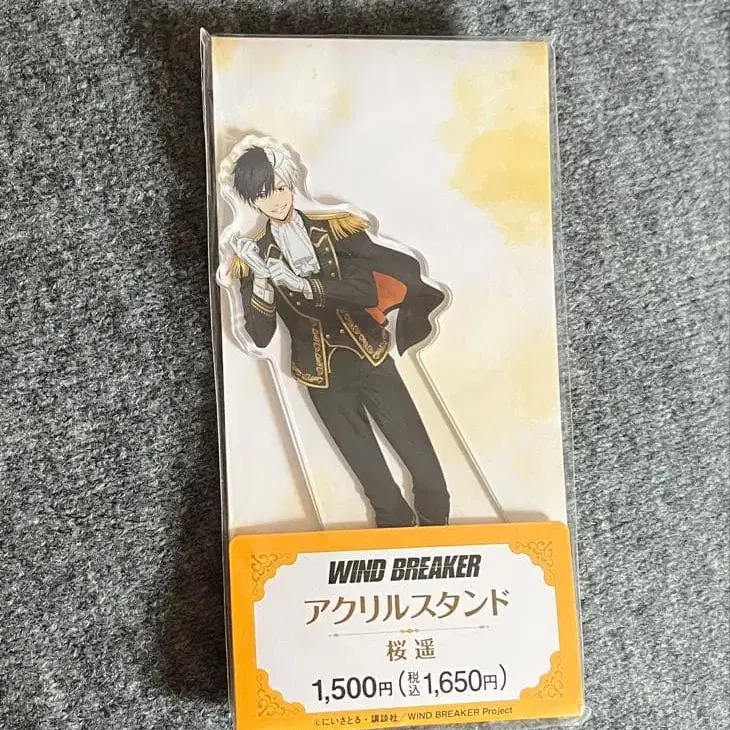 WIND BREAKER
アクリルスタンド
桜 遥
1,500円(税込1,650円)
©にいさとる・講談社/WIND BREAKER Project